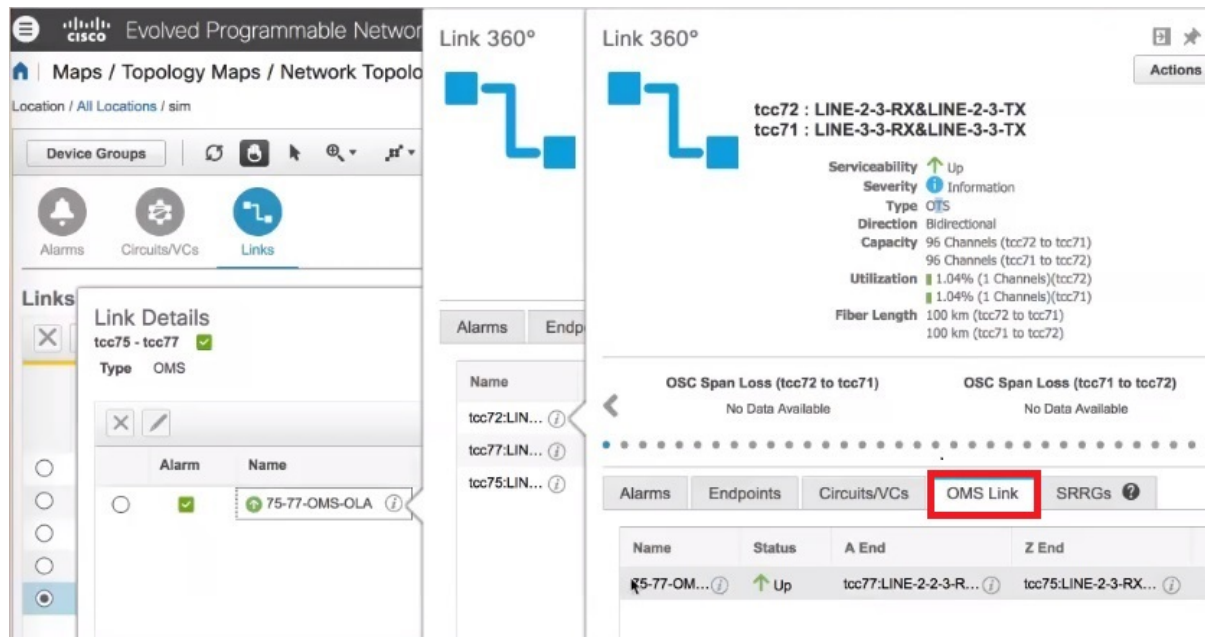 cisco Evolved Programmable Networ
Maps / Topology Maps / Network Topolo
Location / All Locations / sim
Device Groups
Alarms Circuits/VCs Links
Links
Link Details
tcc75 - tcc77
Type OMS
Alarm Name
75-77-OMS-OLA
Link 360°
Alarms Endp
Name
tcc72:LIN...
tcc77:LIN...
tcc75:LIN...
Link 360°
Actions
tcc72 : LINE-2-3-RX&LINE-2-3-TX
tcc71 : LINE-3-3-RX&LINE-3-3-TX
Serviceability Up
Severity Information
Type OTS
Direction Bidirectional
Capacity 96 Channels (tcc72 to tcc71)
96 Channels (tcc71 to tcc72)
Utilization 1.04% (1 Channels)(tcc72)
1.04% (1 Channels)(tcc71)
Fiber Length 100 km (tcc72 to tcc71)
100 km (tcc71 to tcc72)
OSC Span Loss (tcc72 to tcc71) OSC Span Loss (tcc71 to tcc72)
No Data Available No Data Available
Alarms Endpoints Circuits/VCs OMS Link SRRGs ?
Name Status A End Z End
75-77-OM... Up tcc77:LINE-2-2-3-R... tcc75:LINE-2-3-RX...